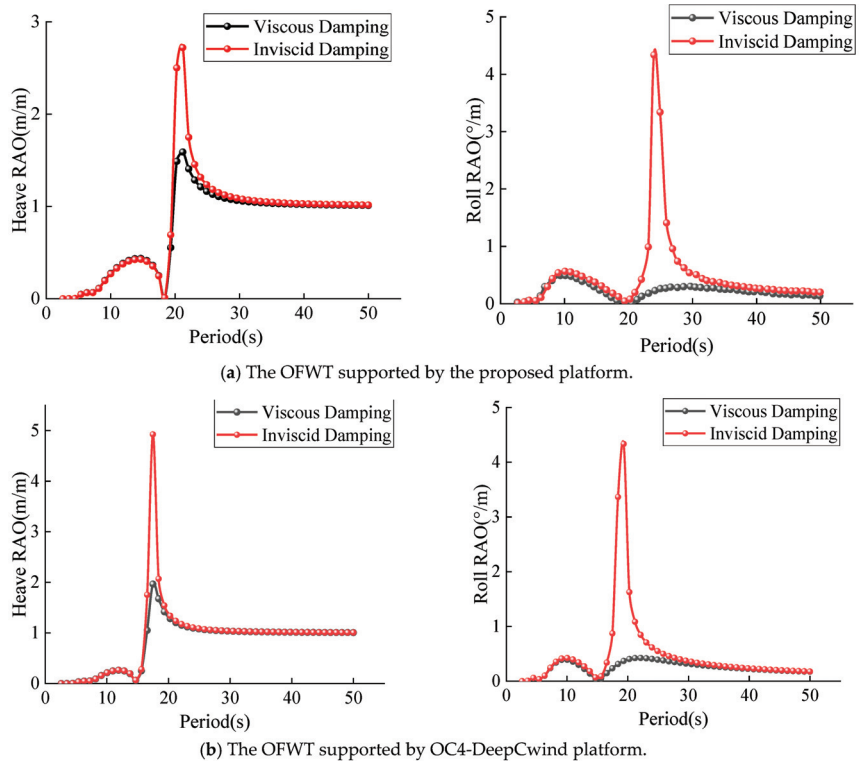 Viscous Damping
Inviscid Damping
Heave RAO(m/m)
3
2
1
0
0 10 20 30 40 50
Period(s)
Viscous Damping
Inviscid Damping
Roll RAO(°/m)
5
4
3
2
1
0
0 10 20 30 40 50
Period(s)
(a) The OFWT supported by the proposed platform.
Viscous Damping
Inviscid Damping
Heave RAO(m/m)
5
4
3
2
1
0
0 10 20 30 40 50
Period(s)
Viscous Damping
Inviscid Damping
Roll RAO(°/m)
5
4
3
2
1
0
0 10 20 30 40 50
Period(s)
(b) The OFWT supported by OC4-DeepCwind platform.